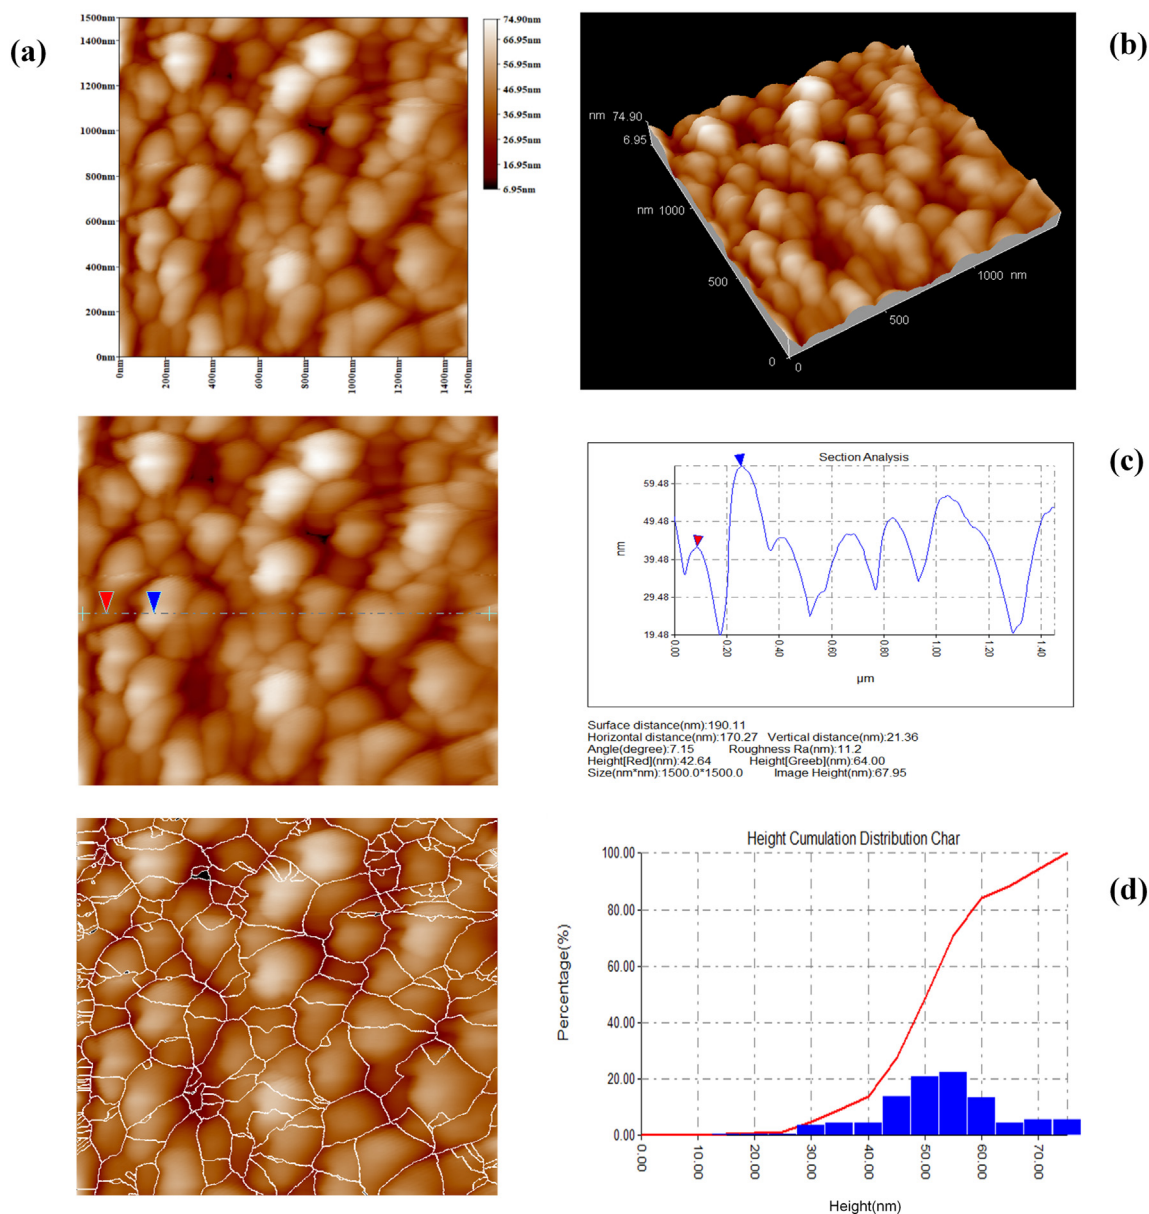 (a)
1500nm
1400nm
1200nm
1000nm
800nm
600nm
400nm
200nm
0nm
0nm
200nm
400nm
600nm
800nm
1000nm
1200nm
1400nm
1500nm
74.90nm
66.95nm
56.95nm
46.95nm
36.95nm
26.95nm
16.95nm
6.95nm
(b)
nm 74.90
6.95
nm 1000
500
0
0
500
1000 nm
(c)
Section Analysis
nm
59.48
49.48
39.48
29.48
19.48
0.00
0.20
0.40
0.60
0.80
1.00
1.20
1.40
µm
Surface distance(nm):190.11
Horizontal distance(nm):170.27 Vertical distance(nm):21.36
Angle(degree):7.15 Roughness Ra(nm):11.2
Height[Red](nm):42.64 Height[Greeb](nm):64.00
Size(nm*nm):1500.0*1500.0 Image Height(nm):67.95
(d)
Height Cumulation Distribution Char
Percentage(%)
100.00
80.00
60.00
40.00
20.00
0.00
0.00
10.00
20.00
30.00
40.00
50.00
60.00
70.00
Height(nm)